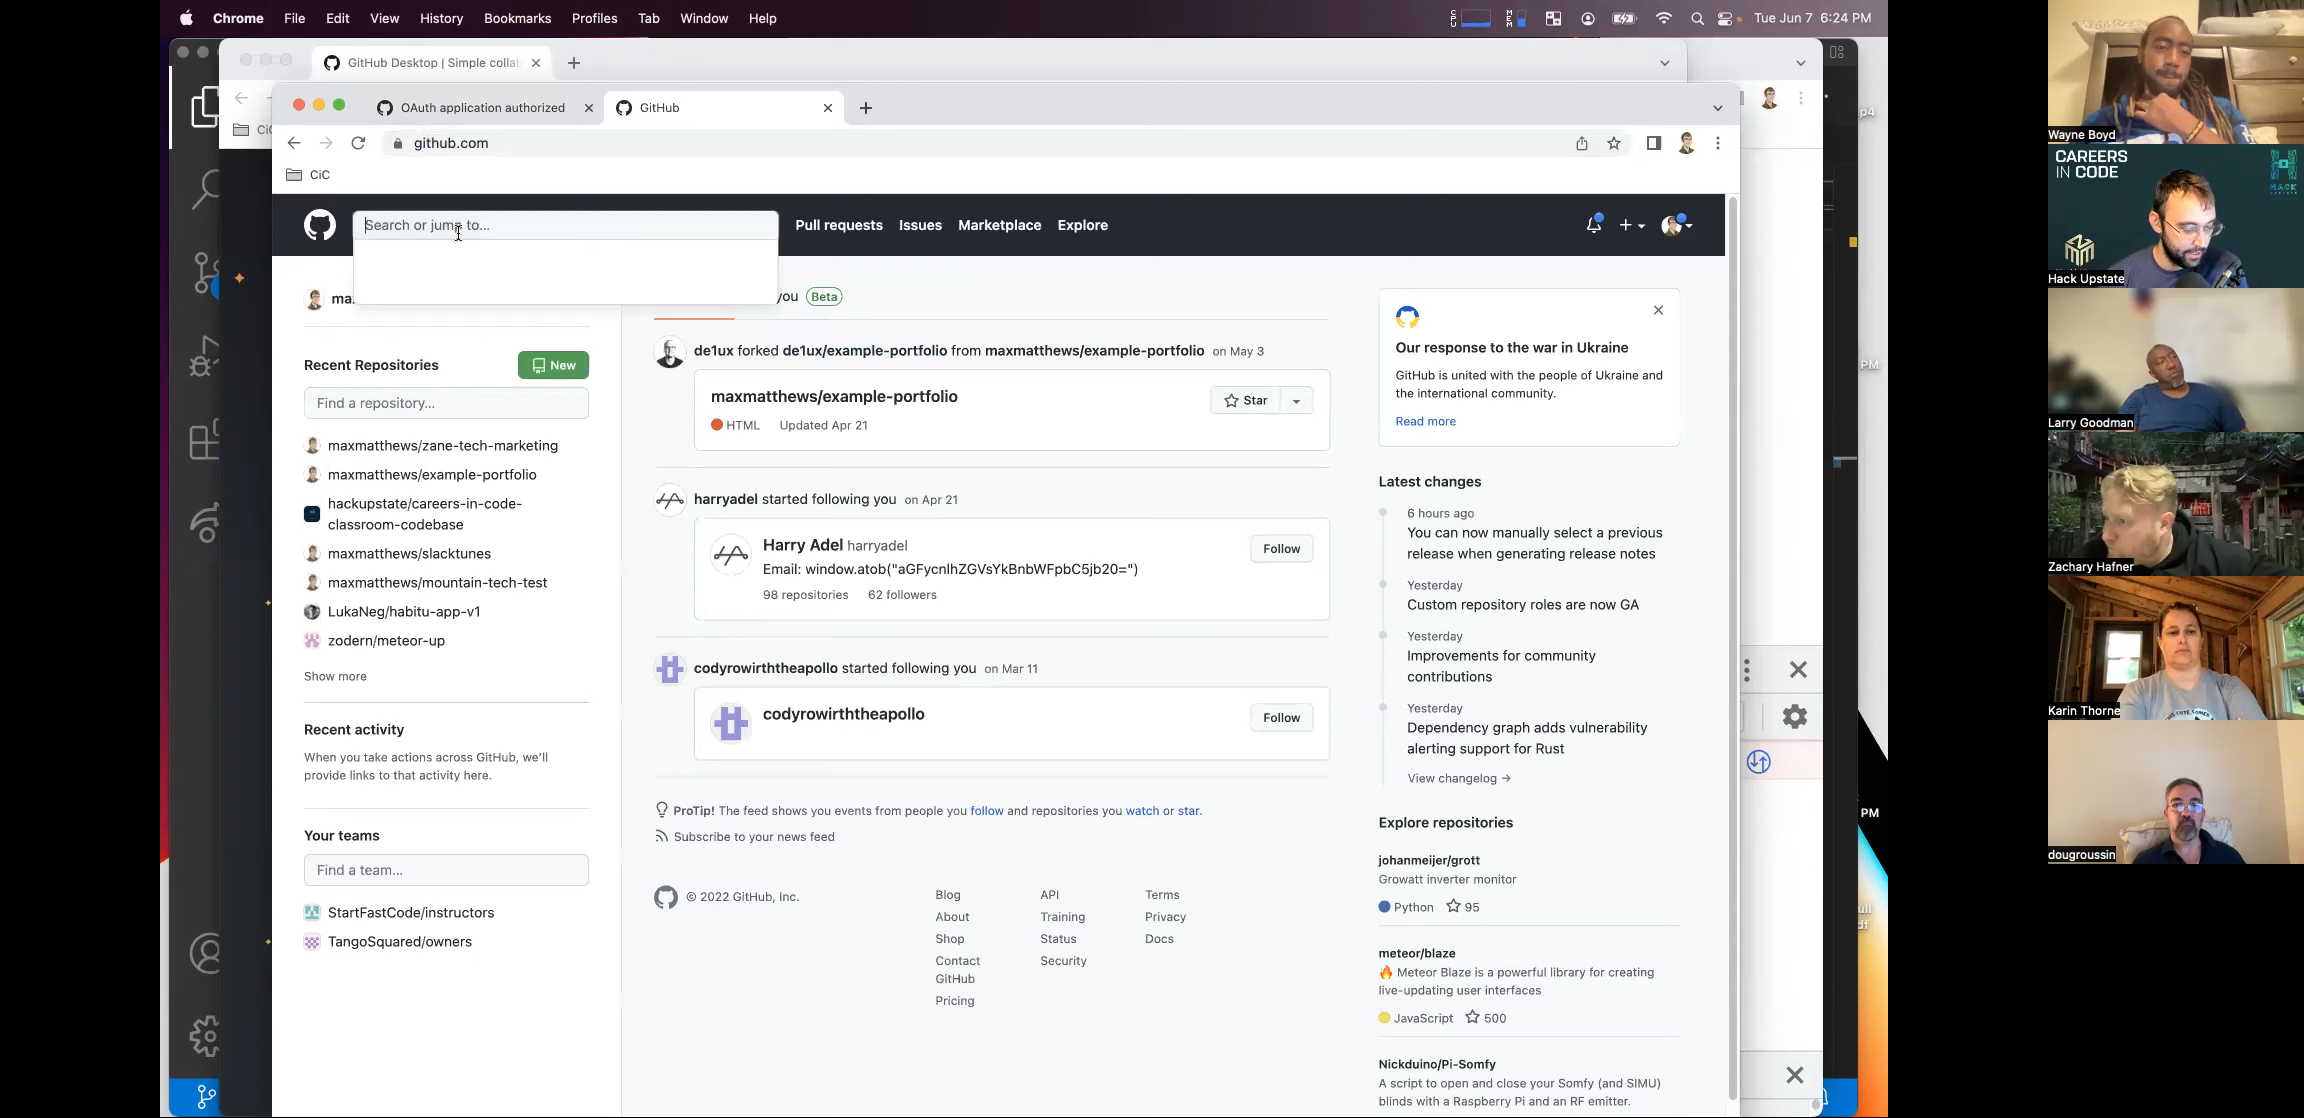 Chrome File Edit View History Bookmarks Profiles Tab Window Help
CPU MEM Tue Jun 7 6:24 PM
GitHub Desktop | Simple colla
OAuth application authorized
GitHub
github.com
CiC
Search or jump to...
Pull requests Issues Marketplace Explore
ma
Recent Repositories
New
Find a repository...
maxmatthews/zane-tech-marketing
maxmatthews/example-portfolio
hackupstate/careers-in-code-
classroom-codebase
maxmatthews/slacktunes
maxmatthews/mountain-tech-test
LukaNeg/habitu-app-v1
zodern/meteor-up
Show more
Recent activity
When you take actions across GitHub, we'll
provide links to that activity here.
Your teams
Find a team...
StartFastCode/instructors
TangoSquared/owners
you Beta
de1ux forked de1ux/example-portfolio from maxmatthews/example-portfolio on May 3
maxmatthews/example-portfolio
Star
HTML Updated Apr 21
harryadel started following you on Apr 21
Harry Adel harryadel
Follow
Email: window.atob("aGFycnlhZGVsYkBnbWFpbC5jb20=")
98 repositories 62 followers
codyrowirththeapollo started following you on Mar 11
codyrowirththeapollo
Follow
ProTip! The feed shows you events from people you follow and repositories you watch or star.
Subscribe to your news feed
© 2022 GitHub, Inc.
Blog
About
Shop
Contact
GitHub
Pricing
API
Training
Status
Security
Terms
Privacy
Docs
Our response to the war in Ukraine
GitHub is united with the people of Ukraine and
the international community.
Read more
Latest changes
6 hours ago
You can now manually select a previous
release when generating release notes
Yesterday
Custom repository roles are now GA
Yesterday
Improvements for community
contributions
Yesterday
Dependency graph adds vulnerability
alerting support for Rust
View changelog →
Explore repositories
johanmeijer/grott
Growatt inverter monitor
Python 95
meteor/blaze
🔥 Meteor Blaze is a powerful library for creating
live-updating user interfaces
JavaScript 500
Nickduino/Pi-Somfy
A script to open and close your Somfy (and SIMU)
blinds with a Raspberry Pi and an RF emitter.
p4
PM
PM
ull
df
Wayne Boyd
CAREERS
IN CODE
HACK
UPSTATE
Hack Upstate
Larry Goodman
Zachary Hafner
Karin Thorne
dougroussin